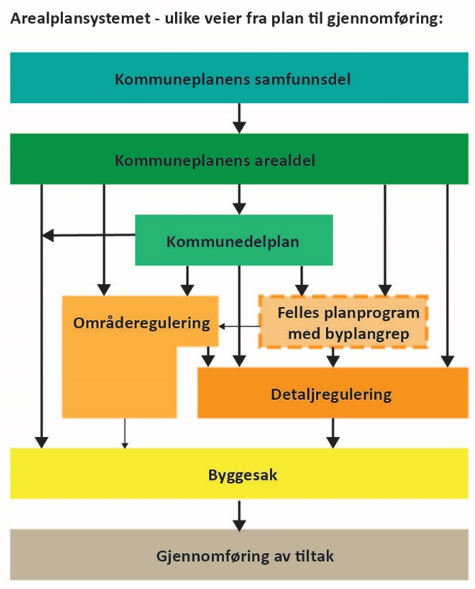 Arealplansystemet - ulike veier fra plan til gjennomføring:
Kommuneplanens samfunnsdel
Kommuneplanens arealdel
Kommunedelplan
Områderegulering
Felles planprogram
med byplangrep
Detaljregulering
Byggesak
Gjennomføring av tiltak